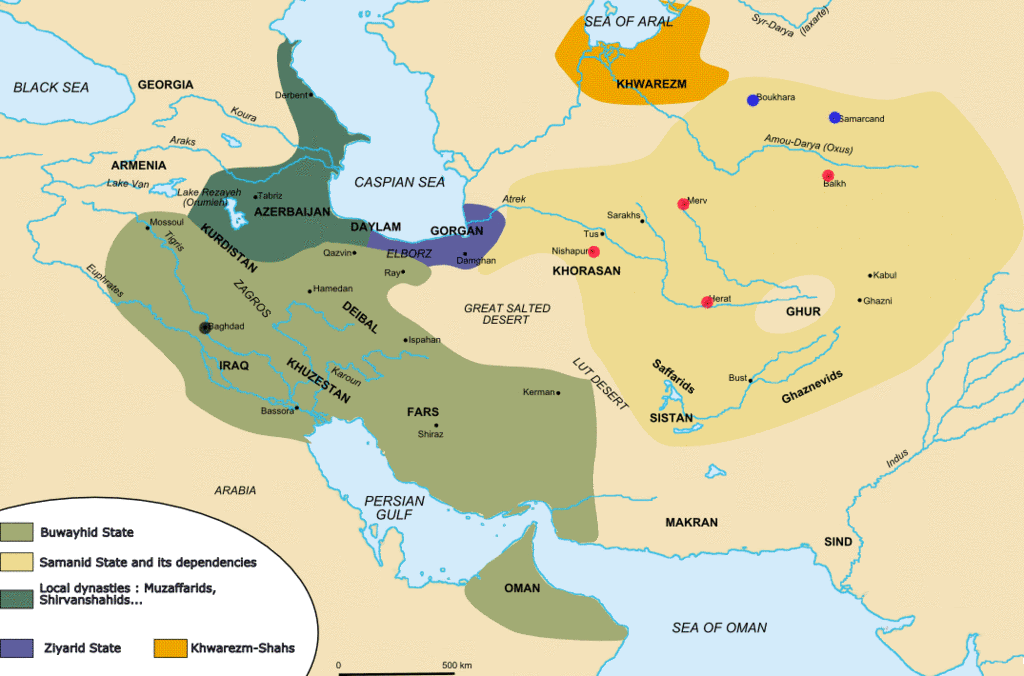 SEA OF ARAL
Syr-Darya (Iaxarte)
BLACK SEA
GEORGIA
KHWAREZM
Derbent
Boukhara
Koura
Samarcand
Araks
Amou-Darya (Oxus)
ARMENIA
Lake Van
Lake Rezayeh
(Orumieh)
CASPIAN SEA
Balkh
Tabriz
Atrek
Merv
AZERBAIJAN
Sarakhs
Mossoul
DAYLAM
GORGAN
Tus
Tigris
KURDISTAN
Qazvin
ELBORZ
Damghan
Nishapur
KHORASAN
Ray
Kabul
Euphrates
ZAGROS
Hamedan
Herat
Ghazni
DEIBAL
GREAT SALTED
DESERT
GHUR
Baghdad
Ispahan
IRAQ
KHUZESTAN
Karoun
LUT DESERT
Saffarids
Bust
Ghaznevids
Kerman
Bassora
FARS
SISTAN
Shiraz
Indus
ARABIA
PERSIAN
GULF
MAKRAN
SIND
Buwayhid State
Samanid State and its dependencies
Local dynasties : Muzaffarids,
Shirvanshahids...
OMAN
SEA OF OMAN
Ziyarid State
Khwarezm-Shahs
0
500 km